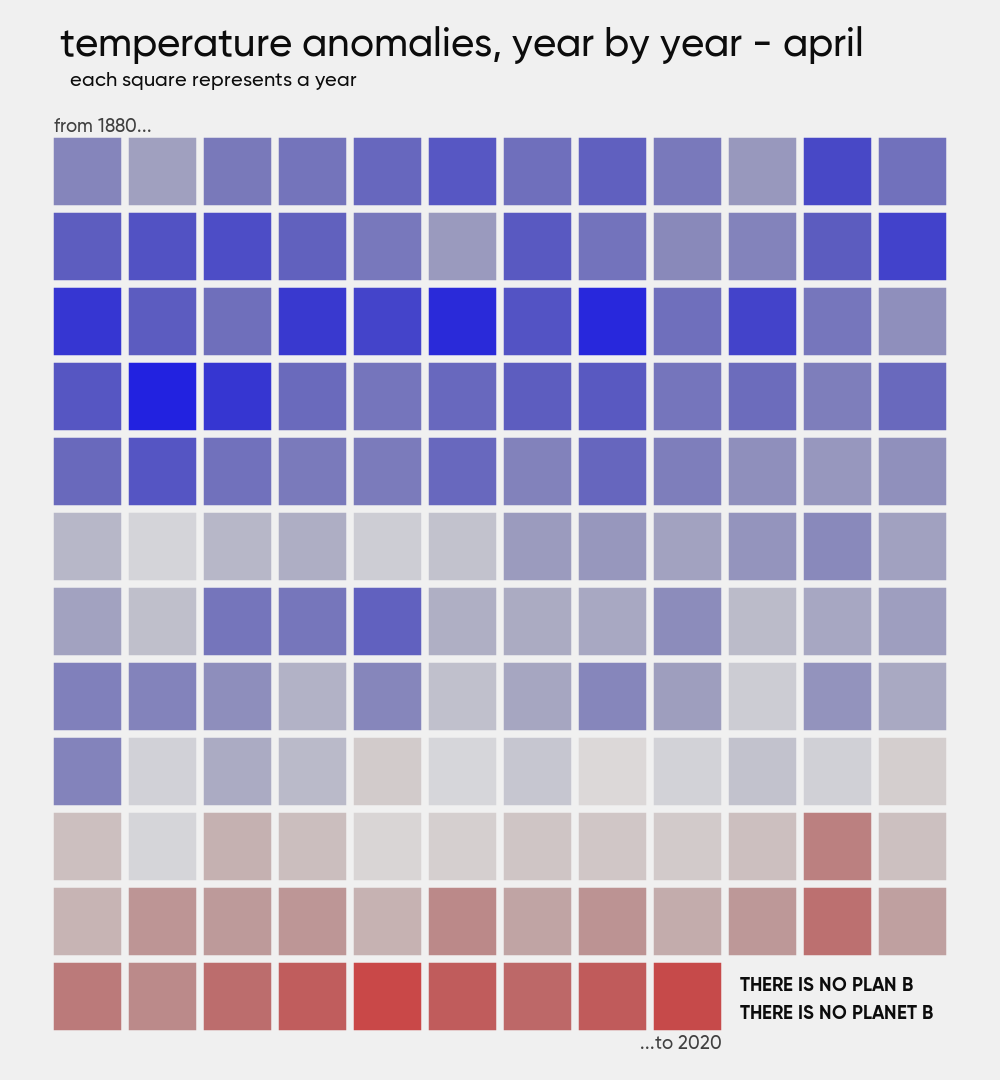 temperature anomalies, year by year - april
each square represents a year
from 1880...
THERE IS NO PLAN B
THERE IS NO PLANET B
...to 2020